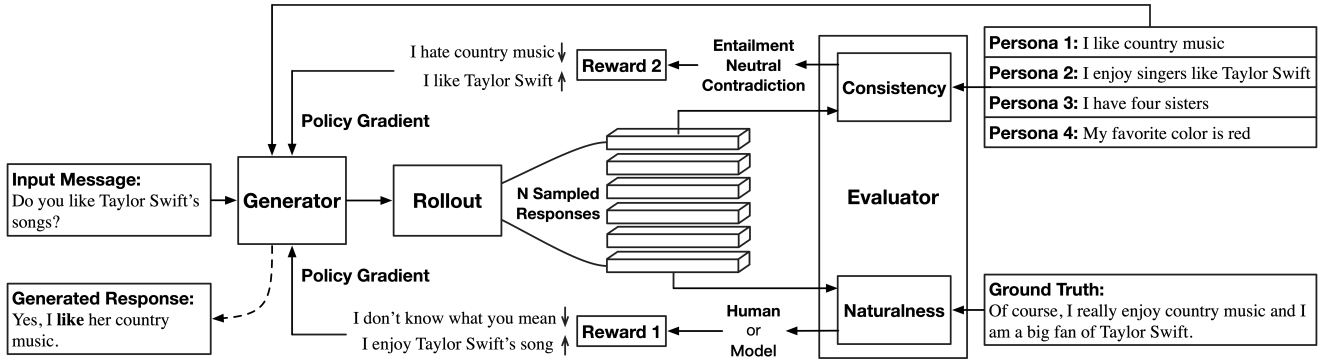 I hate country music
I like Taylor Swift
Reward 2
Entailment
Neutral
Contradiction
Consistency
Persona 1: I like country music
Persona 2: I enjoy singers like Taylor Swift
Persona 3: I have four sisters
Persona 4: My favorite color is red
Policy Gradient
Input Message:
Do you like Taylor Swift's
songs?
Generator
Rollout
N Sampled
Responses
Evaluator
Policy Gradient
Generated Response:
Yes, I like her country
music.
I don't know what you mean
I enjoy Taylor Swift's song
Reward 1
Human
or
Model
Naturalness
Ground Truth:
Of course, I really enjoy country music and I
am a big fan of Taylor Swift.